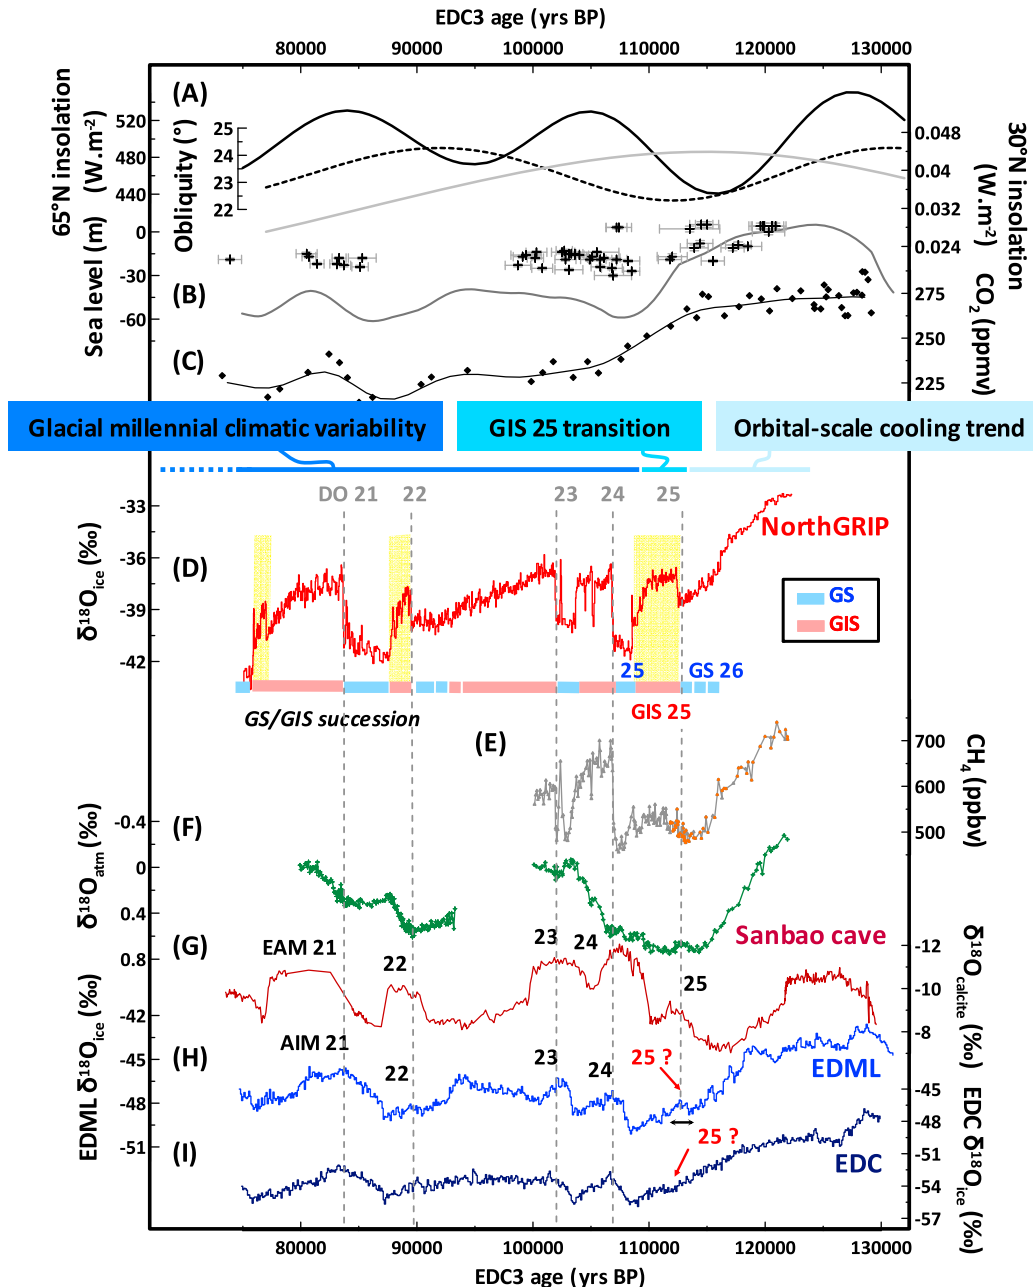 EDC3 age (yrs BP)
80000 90000 100000 110000 120000 130000
(A)
65°N insolation
(W.m⁻²)
520
480
440
Obliquity (°)
25
24
23
22
30°N insolation
(W.m⁻²)
0.048
0.04
0.032
0.024
Sea level (m)
0
-30
-60
(B)
CO₂ (ppmv)
275
250
225
(C)
Glacial millennial climatic variability
GIS 25 transition
Orbital-scale cooling trend
DO 21 22 23 24 25
-33
-36
-39
-42
δ¹⁸Oice (‰)
(D)
NorthGRIP
GS
GIS
25 GS 26
GS/GIS succession
GIS 25
(E)
CH₄ (ppbv)
700
600
500
(F)
δ¹⁸Oatm (‰)
-0.4
0
0.4
0.8
(G)
Sanbao cave
EAM 21 22 23 24 25
δ¹⁸Ocalcite (‰)
-12
-10
-8
(H)
EDML δ¹⁸Oice (‰)
-42
-45
-48
-51
AIM 21 22 23 24 25 ?
EDML
(I)
25 ?
EDC
EDC δ¹⁸Oice (‰)
-45
-48
-51
-54
-57
80000 90000 100000 110000 120000 130000
EDC3 age (yrs BP)